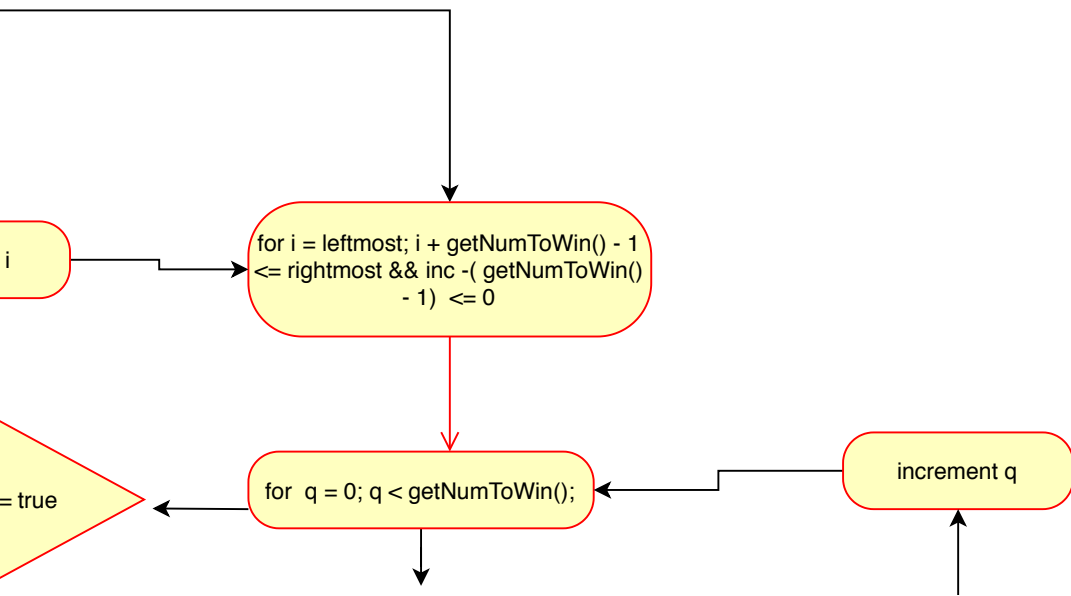 for i = leftmost; i + getNumToWin() - 1
<= rightmost && inc -( getNumToWin()
- 1)  <= 0
i
increment q
for  q = 0; q < getNumToWin();
= true